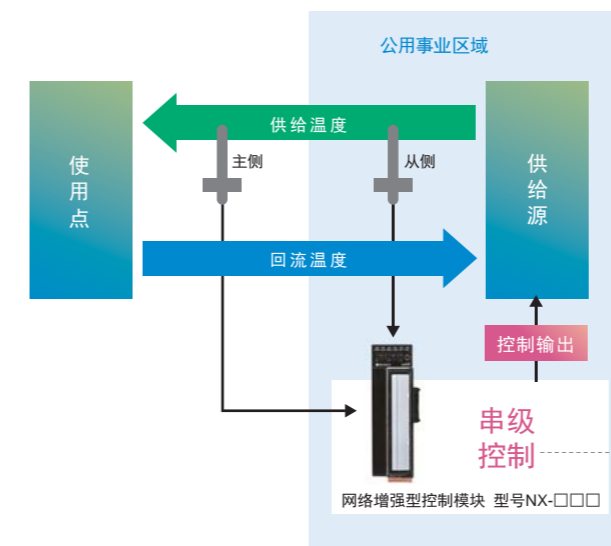 公用事业区域
供给温度
使用点
主侧
从侧
供给源
回流温度
控制输出
串级
控制
网络增强型控制模块 型号NX-□□□